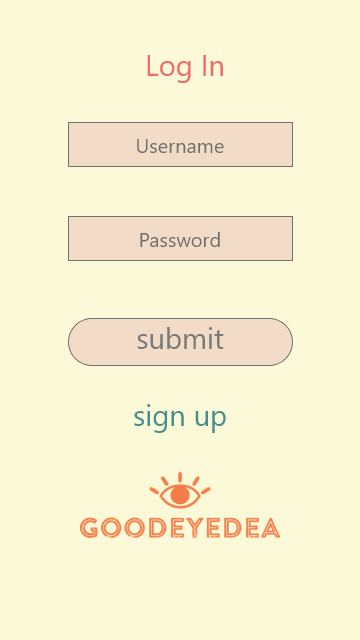 Log In
Username
Password
submit
sign up
GOODEYEDEA